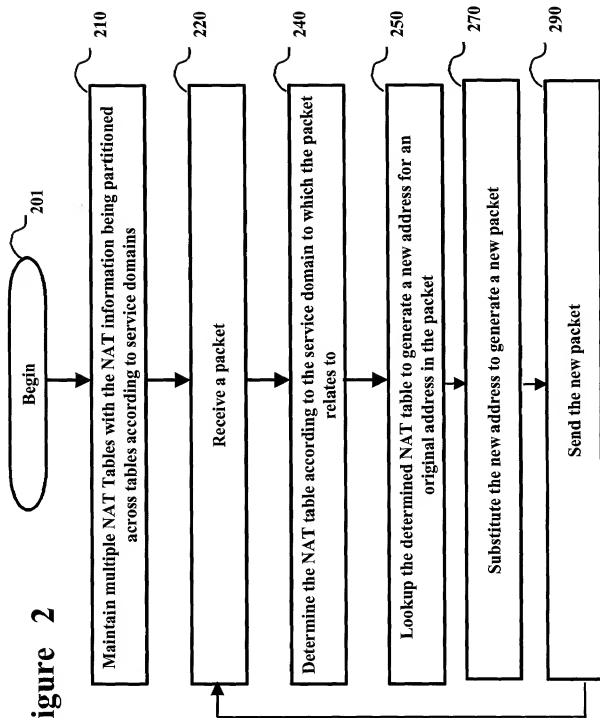 igure 2
Begin
201
Maintain multiple NAT Tables with the NAT information being partitioned
across tables according to service domains
210
Receive a packet
220
Determine the NAT table according to the service domain to which the packet
relates to
240
Lookup the determined NAT table to generate a new address for an
original address in the packet
250
Substitute the new address to generate a new packet
270
Send the new packet
290